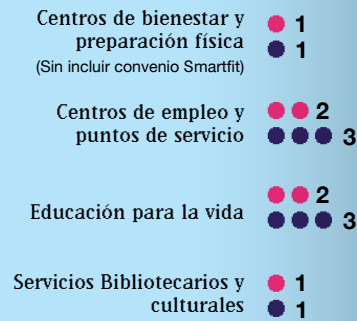 Centros de bienestar y
preparación física
(Sin incluir convenio Smartfit)
1
1
Centros de empleo y
puntos de servicio
2
3
Educación para la vida
2
3
Servicios Bibliotecarios y
culturales
1
1